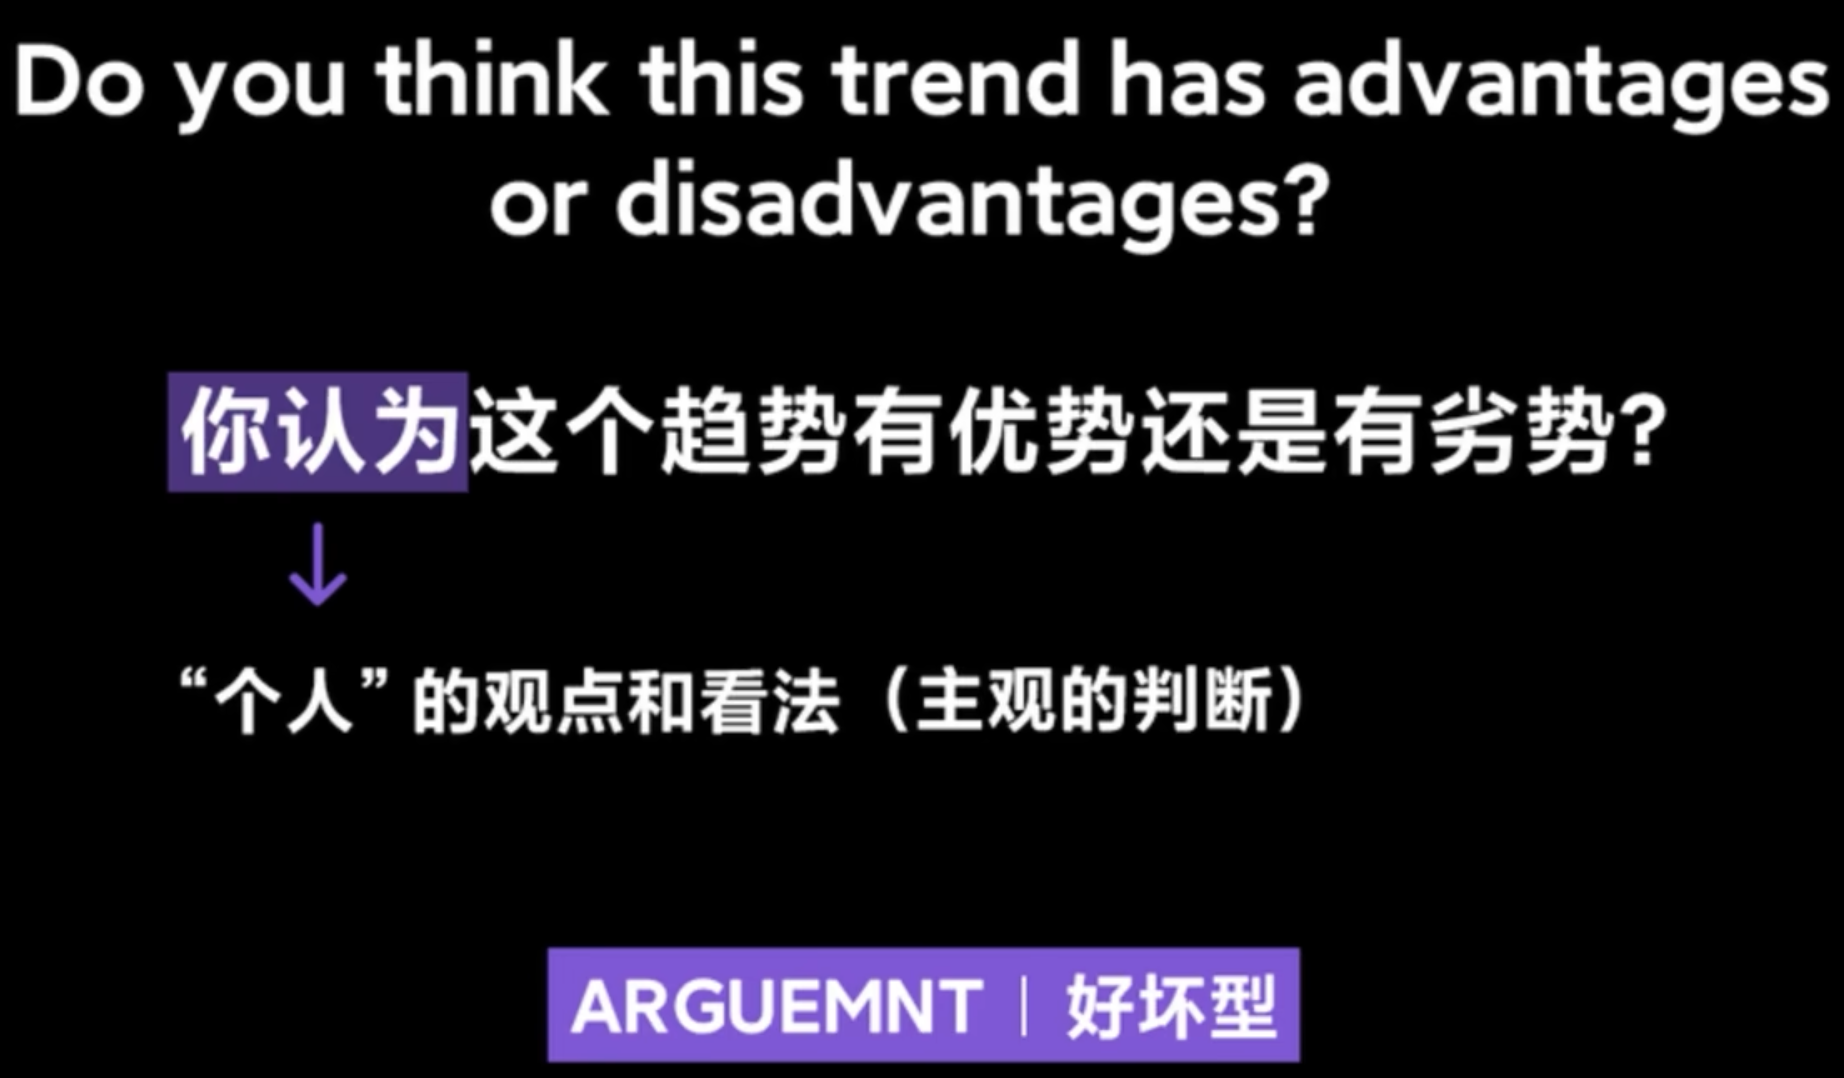 Do you think this trend has advantages
or disadvantages?
你认为这个趋势有优势还是有劣势?
“个人”的观点和看法（主观的判断）
ARGUEMNT | 好坏型